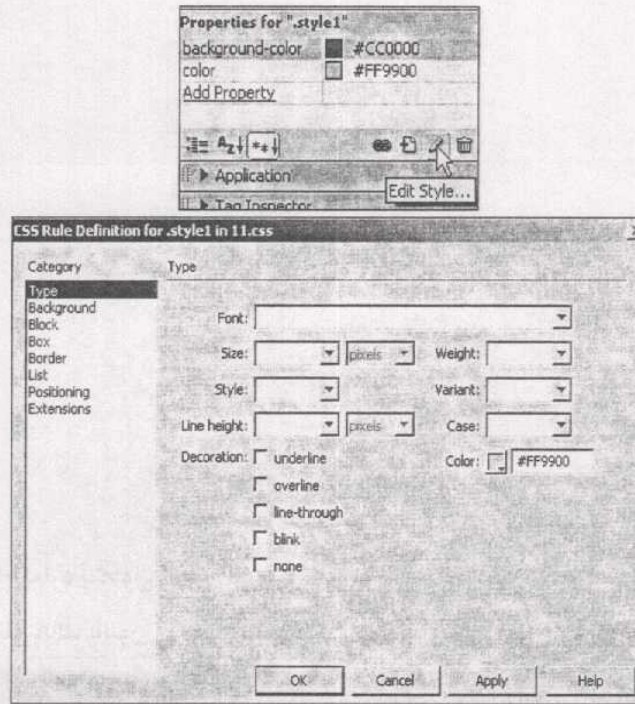 Properties for ".style1"
background-color #CC0000
color #FF9900
Add Property
Application
Edit Style...
Tag Inspector
CSS Rule Definition for .style1 in 11.css
Category
Type
Type
Background
Block
Box
Border
List
Positioning
Extensions
Font:
Size: pixels Weight:
Style: Variant:
Line height: pixels Case:
Decoration: underline Color: #FF9900
overline
line-through
blink
none
OK Cancel Apply Help